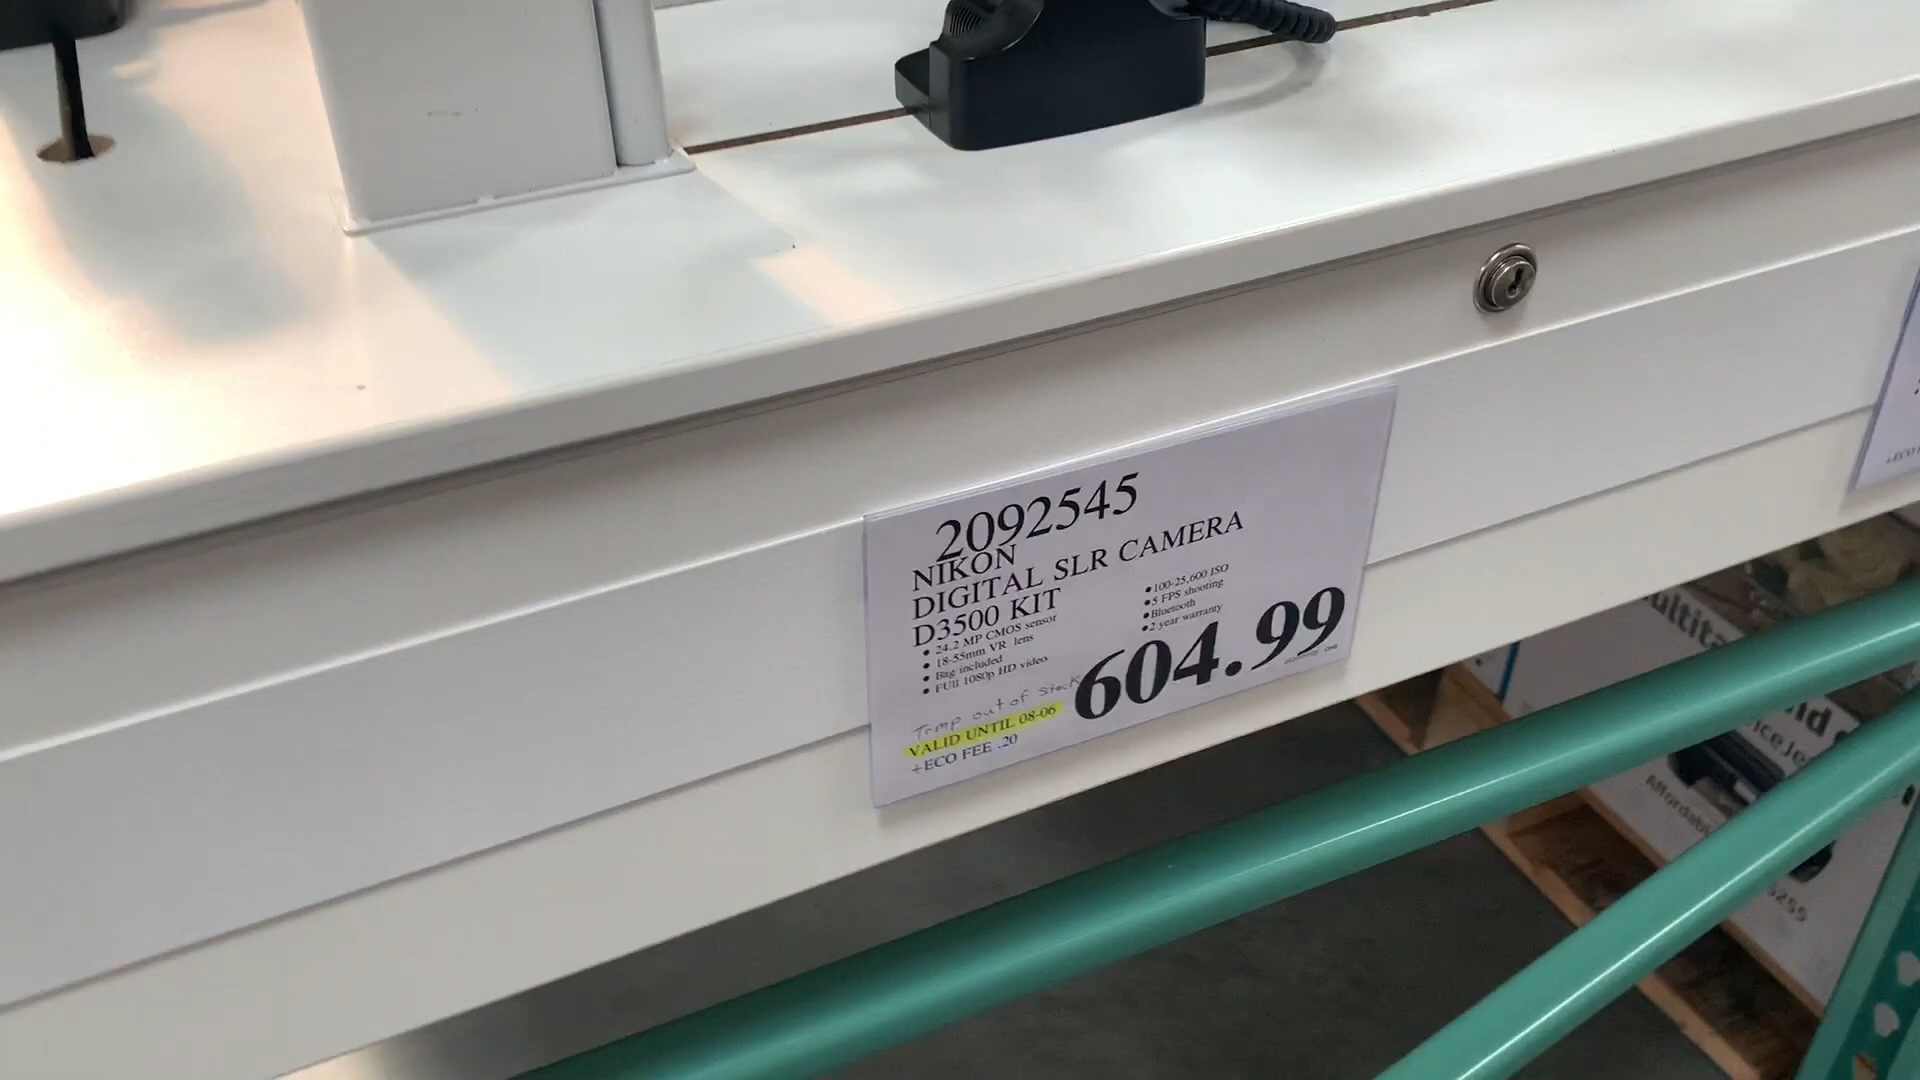 2092545
NIKON
DIGITAL SLR CAMERA
D3500 KIT
• 24.2 MP CMOS sensor
• 18-55mm VR lens
• Bag included
• FUll 1080p HD video
• 100-25,600 ISO
• 5 FPS shooting
• Bluetooth
• 2 year warranty
604.99
Temp out of Stock
VALID UNTIL 08-06
+ECO FEE .20
+ECO
Affordable